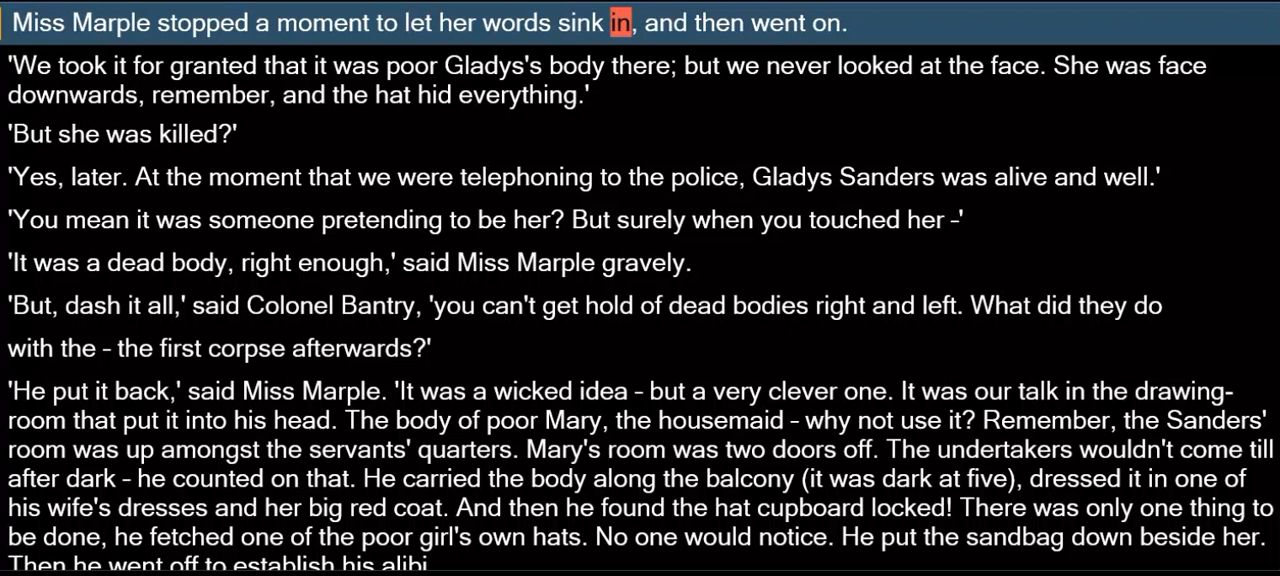 Miss Marple stopped a moment to let her words sink in, and then went on.
'We took it for granted that it was poor Gladys's body there; but we never looked at the face. She was face
downwards, remember, and the hat hid everything.'
'But she was killed?'
'Yes, later. At the moment that we were telephoning to the police, Gladys Sanders was alive and well.'
'You mean it was someone pretending to be her? But surely when you touched her –'
'It was a dead body, right enough,' said Miss Marple gravely.
'But, dash it all,' said Colonel Bantry, 'you can't get hold of dead bodies right and left. What did they do
with the – the first corpse afterwards?'
'He put it back,' said Miss Marple. 'It was a wicked idea – but a very clever one. It was our talk in the drawing-
room that put it into his head. The body of poor Mary, the housemaid – why not use it? Remember, the Sanders'
room was up amongst the servants' quarters. Mary's room was two doors off. The undertakers wouldn't come till
after dark – he counted on that. He carried the body along the balcony (it was dark at five), dressed it in one of
his wife's dresses and her big red coat. And then he found the hat cupboard locked! There was only one thing to
be done, he fetched one of the poor girl's own hats. No one would notice. He put the sandbag down beside her.
Then he went off to establish his alibi